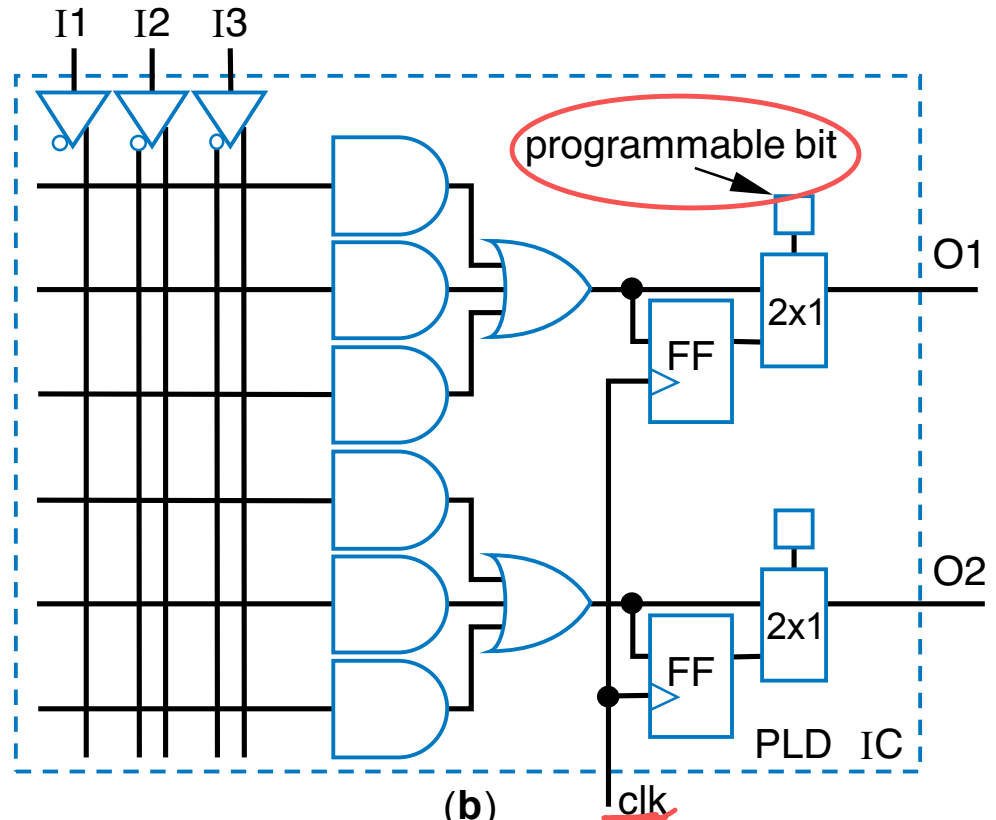 I1 I2 I3
programmable bit
O1
2x1
FF
O2
2x1
FF
PLD IC
(b) clk